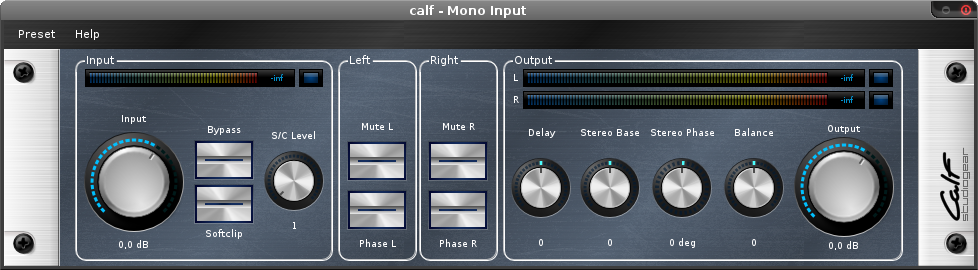 calf - Mono Input
Preset Help
Input
-inf
Input
Bypass
S/C Level
Softclip
0,0 dB
1
Left
Mute L
Phase L
Right
Mute R
Phase R
Output
L -inf
R -inf
Delay Stereo Base Stereo Phase Balance Output
0 0 0 deg 0 0,0 dB
Calf
studiogear